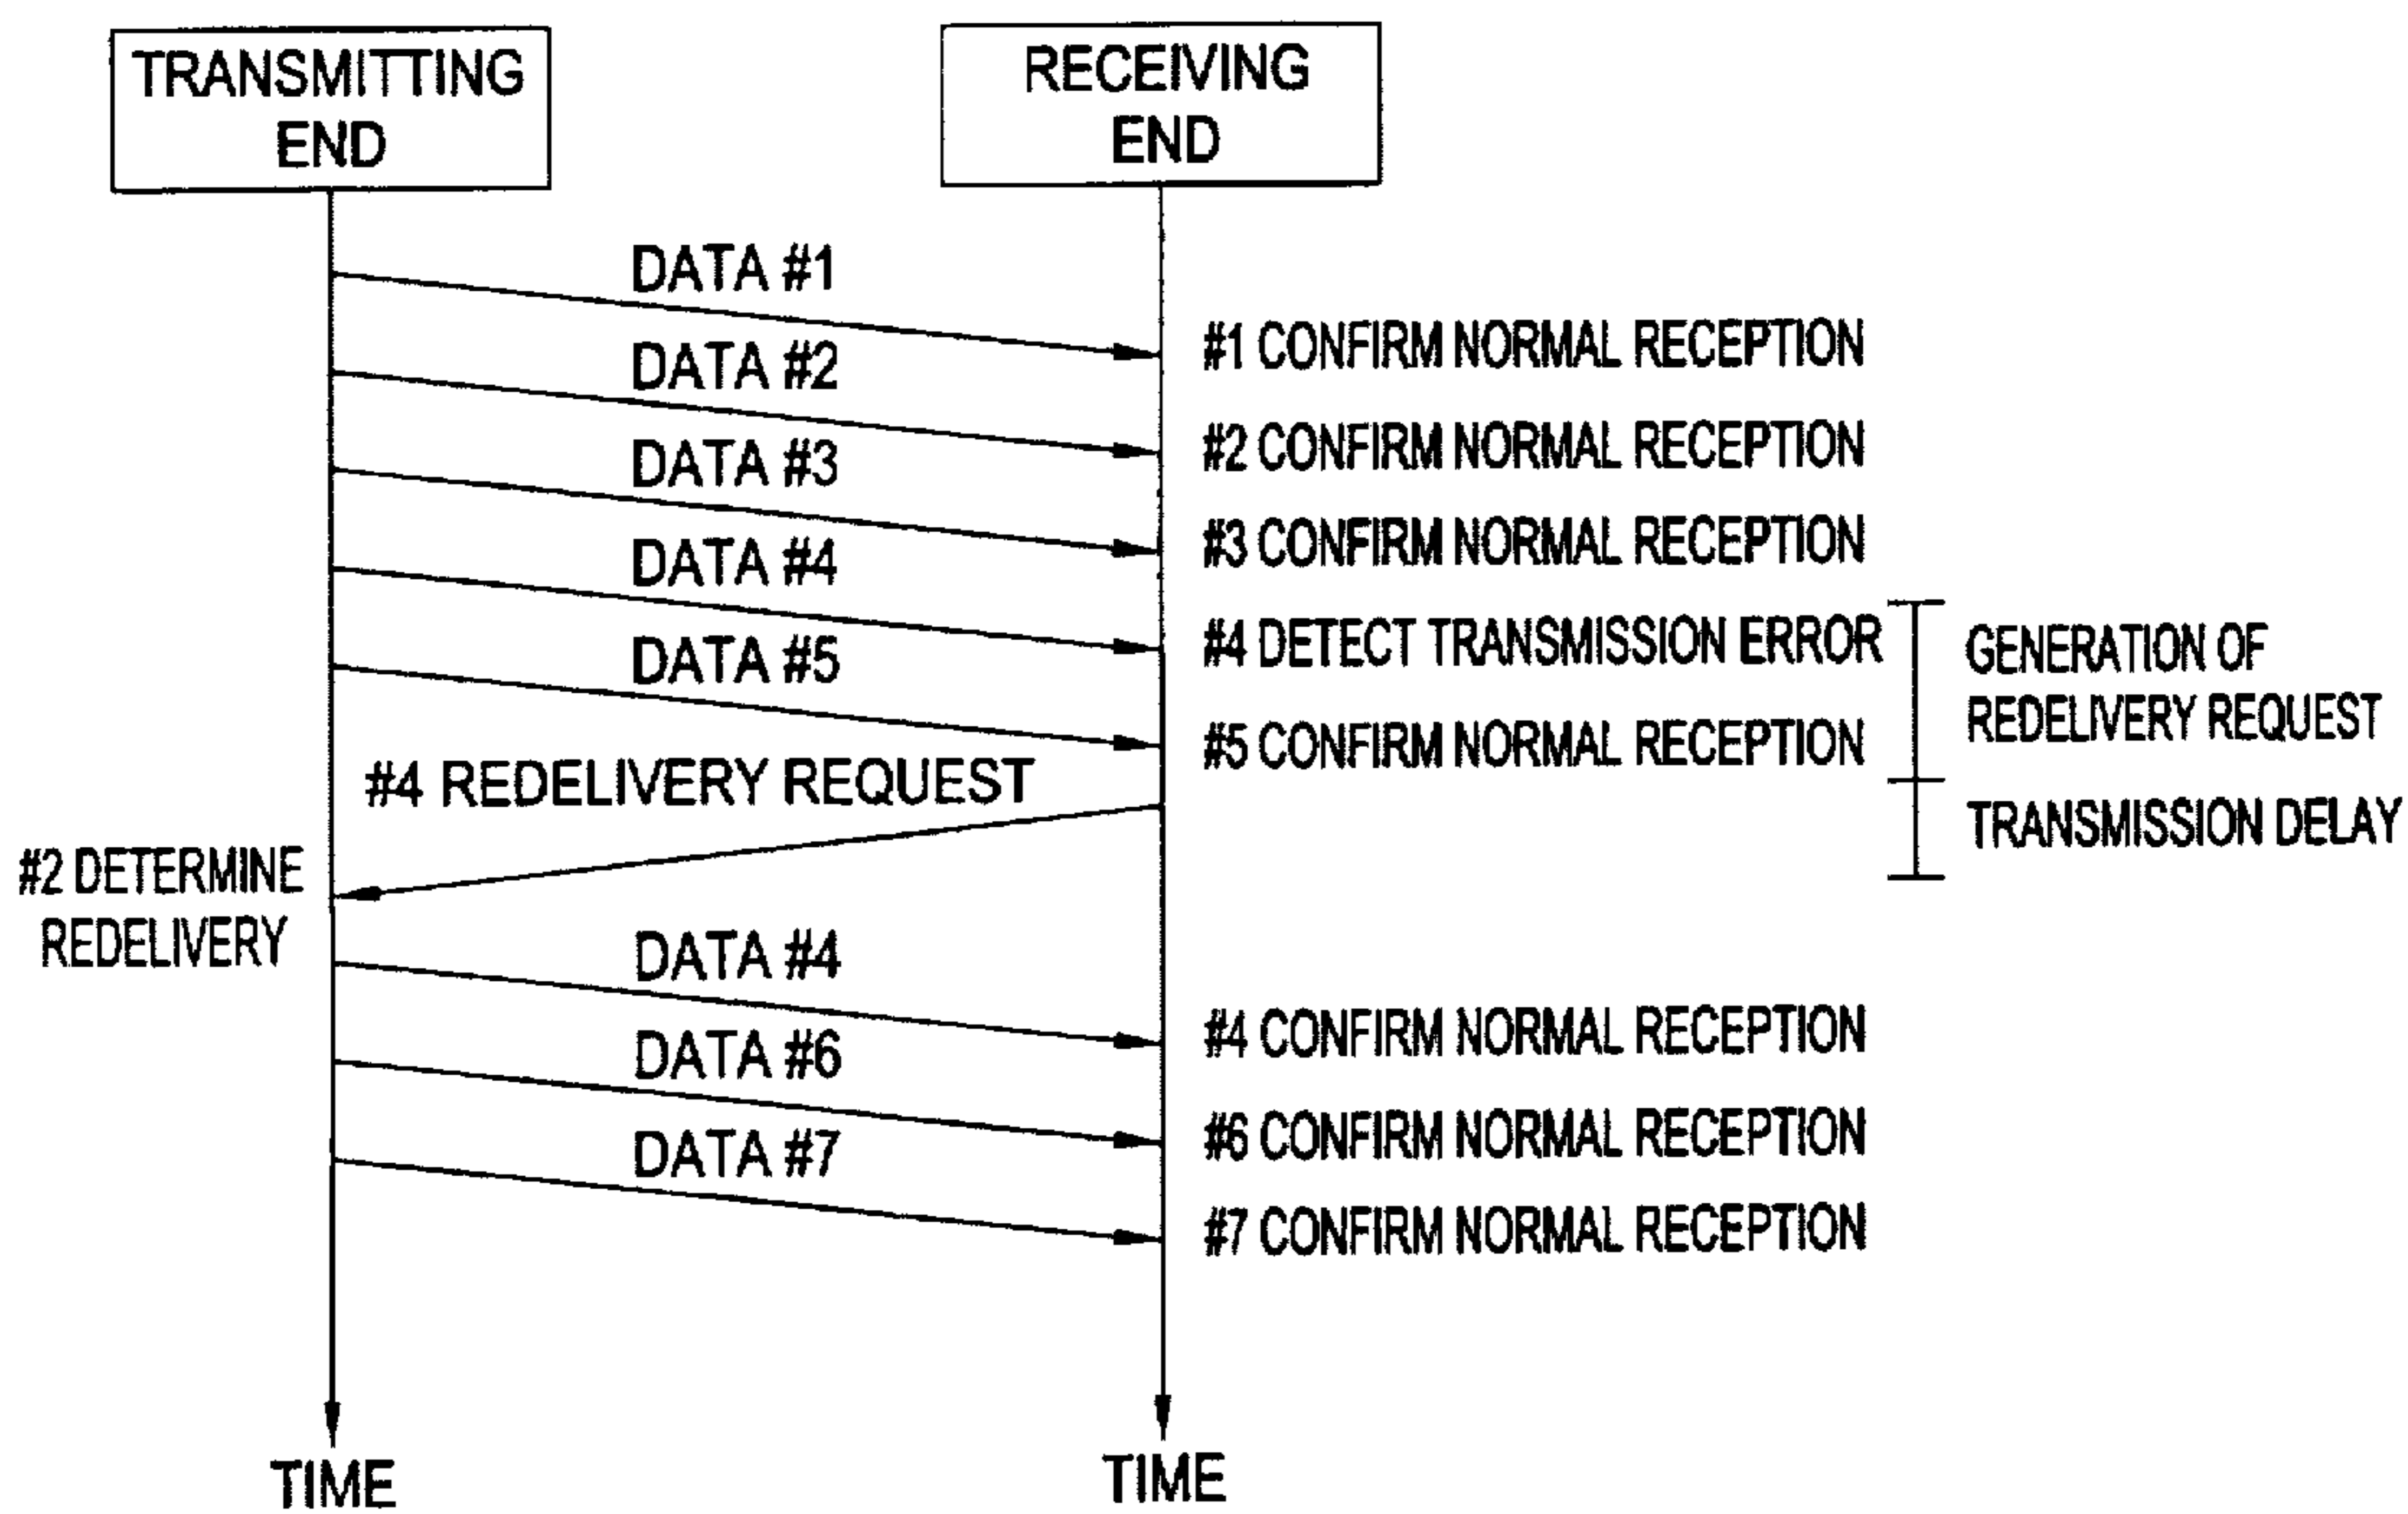 TRANSMITTING
END
RECEIVING
END
DATA #1
#1 CONFIRM NORMAL RECEPTION
DATA #2
#2 CONFIRM NORMAL RECEPTION
DATA #3
#3 CONFIRM NORMAL RECEPTION
DATA #4
#4 DETECT TRANSMISSION ERROR
GENERATION OF
REDELIVERY REQUEST
DATA #5
#5 CONFIRM NORMAL RECEPTION
#4 REDELIVERY REQUEST
TRANSMISSION DELAY
#2 DETERMINE
REDELIVERY
DATA #4
#4 CONFIRM NORMAL RECEPTION
DATA #6
#6 CONFIRM NORMAL RECEPTION
DATA #7
#7 CONFIRM NORMAL RECEPTION
TIME
TIME